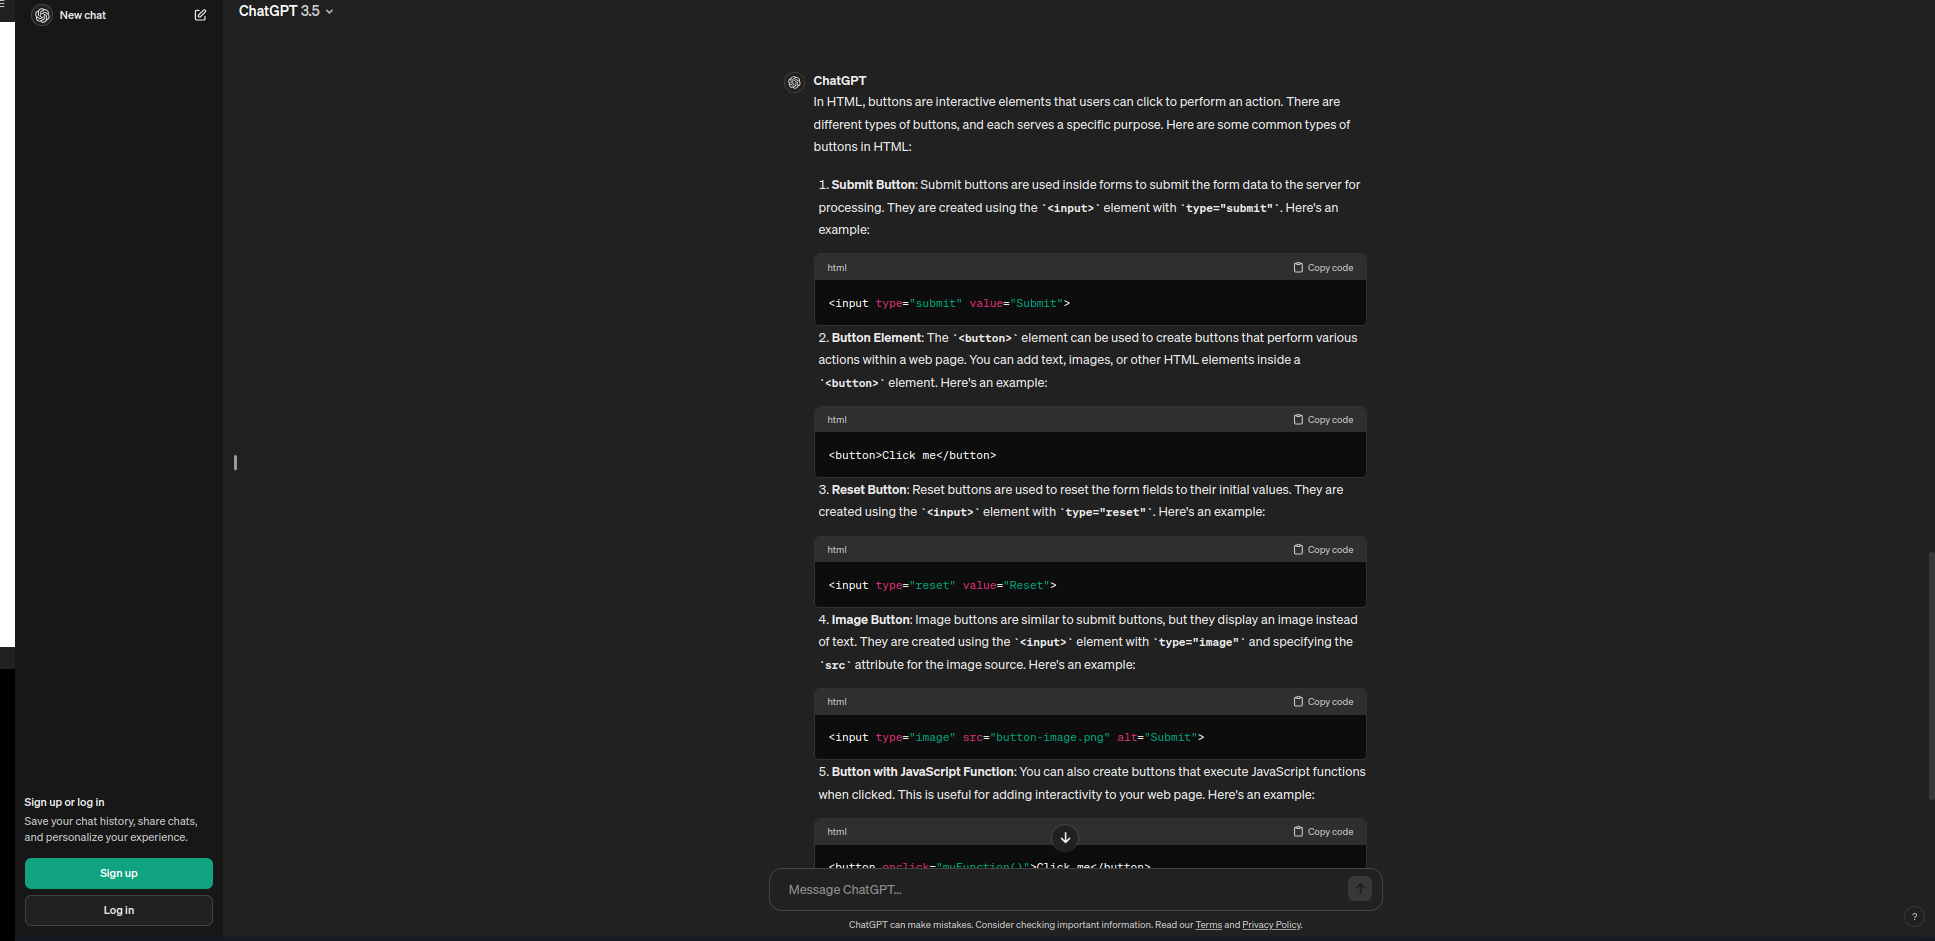 New chat
ChatGPT 3.5
ChatGPT
In HTML, buttons are interactive elements that users can click to perform an action. There are
different types of buttons, and each serves a specific purpose. Here are some common types of
buttons in HTML:
1. Submit Button: Submit buttons are used inside forms to submit the form data to the server for
processing. They are created using the `<input>` element with `type="submit"`. Here's an
example:
html
Copy code
<input type="submit" value="Submit">
2. Button Element: The `<button>` element can be used to create buttons that perform various
actions within a web page. You can add text, images, or other HTML elements inside a
`<button>` element. Here's an example:
html
Copy code
<button>Click me</button>
3. Reset Button: Reset buttons are used to reset the form fields to their initial values. They are
created using the `<input>` element with `type="reset"`. Here's an example:
html
Copy code
<input type="reset" value="Reset">
4. Image Button: Image buttons are similar to submit buttons, but they display an image instead
of text. They are created using the `<input>` element with `type="image"` and specifying the
`src` attribute for the image source. Here's an example:
html
Copy code
<input type="image" src="button-image.png" alt="Submit">
5. Button with JavaScript Function: You can also create buttons that execute JavaScript functions
when clicked. This is useful for adding interactivity to your web page. Here's an example:
html
Copy code
<button onclick="myFunction()">Click me</button>
Sign up or log in
Save your chat history, share chats,
and personalize your experience.
Sign up
Log in
Message ChatGPT...
ChatGPT can make mistakes. Consider checking important information. Read our Terms and Privacy Policy.
?